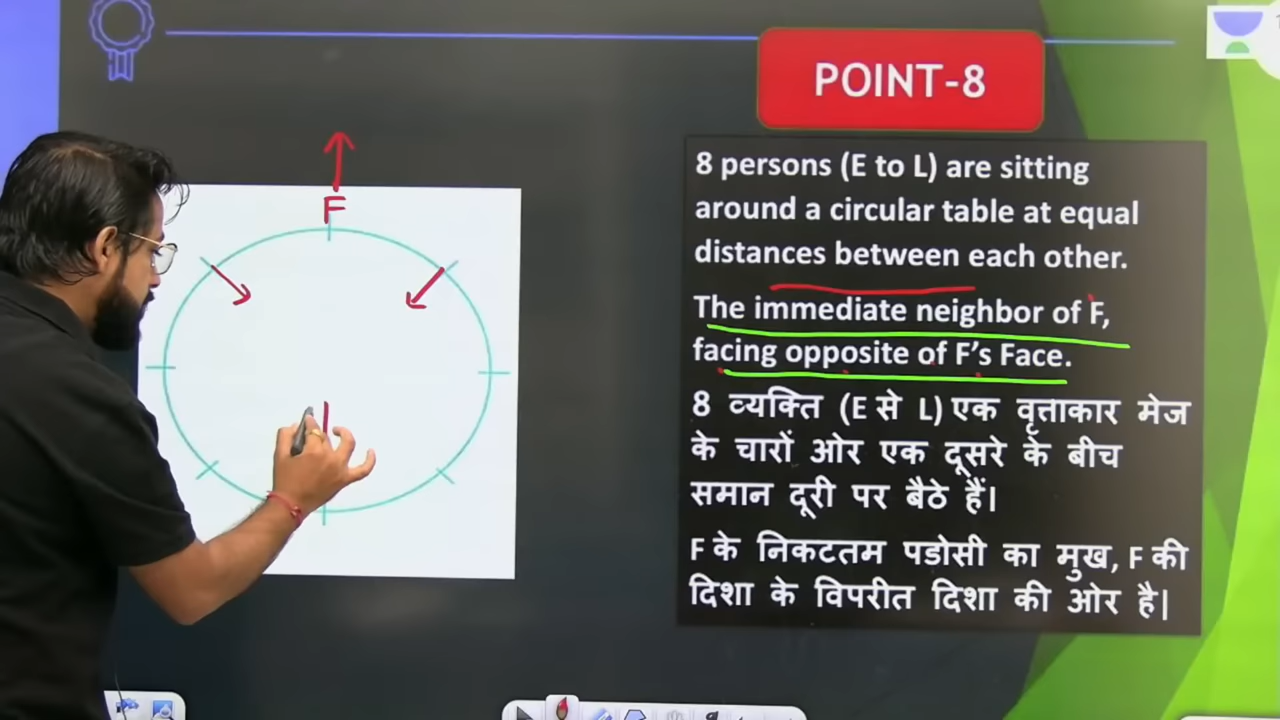 POINT-8
F
8 persons (E to L) are sitting
around a circular table at equal
distances between each other.
The immediate neighbor of F,
facing opposite of F's Face.
8 व्यक्ति (E से L) एक वृत्ताकार मेज
के चारों ओर एक दूसरे के बीच
समान दूरी पर बैठे हैं।
F के निकटतम पडोसी का मुख, F की
दिशा के विपरीत दिशा की ओर है।